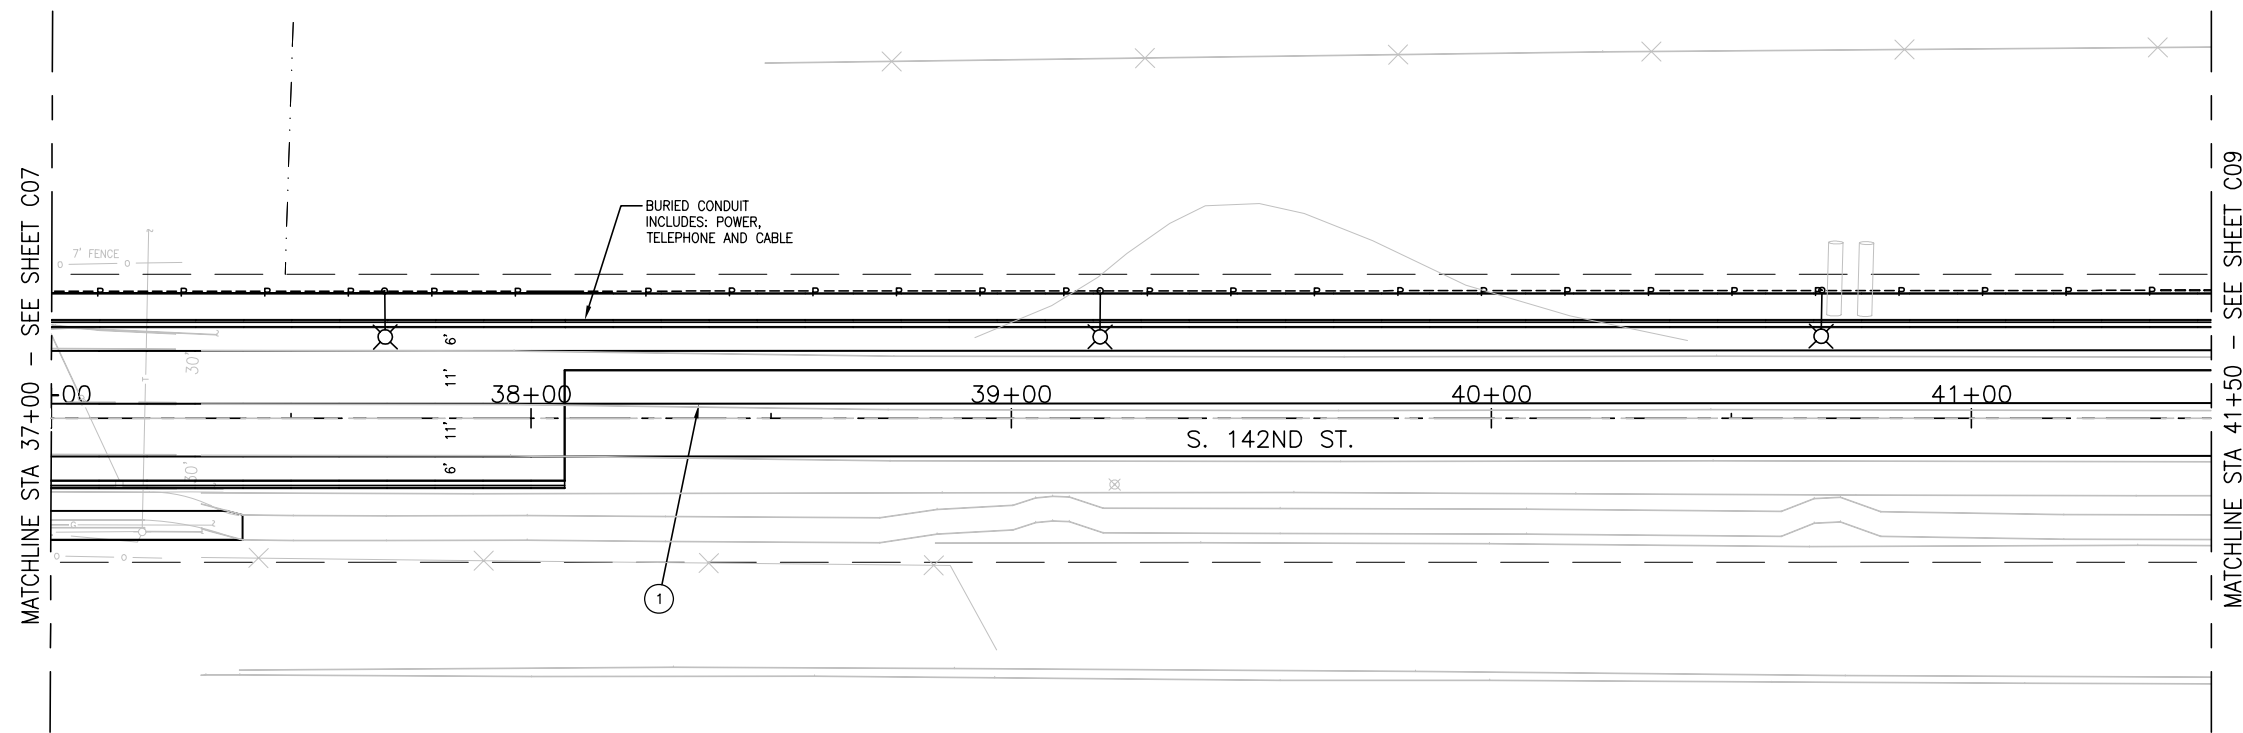 MATCHLINE STA 37+00 - SEE SHEET C07
7' FENCE
BURIED CONDUIT
INCLUDES: POWER,
TELEPHONE AND CABLE
O O
P P P P P P P P P P P P P P P P P P P P P P P P P
6'
30'
11'
+00 38+00 39+00 40+00 41+00
11'
S. 142ND ST.
6'
30'
T
G
O O
1
MATCHLINE STA 41+50 - SEE SHEET C09